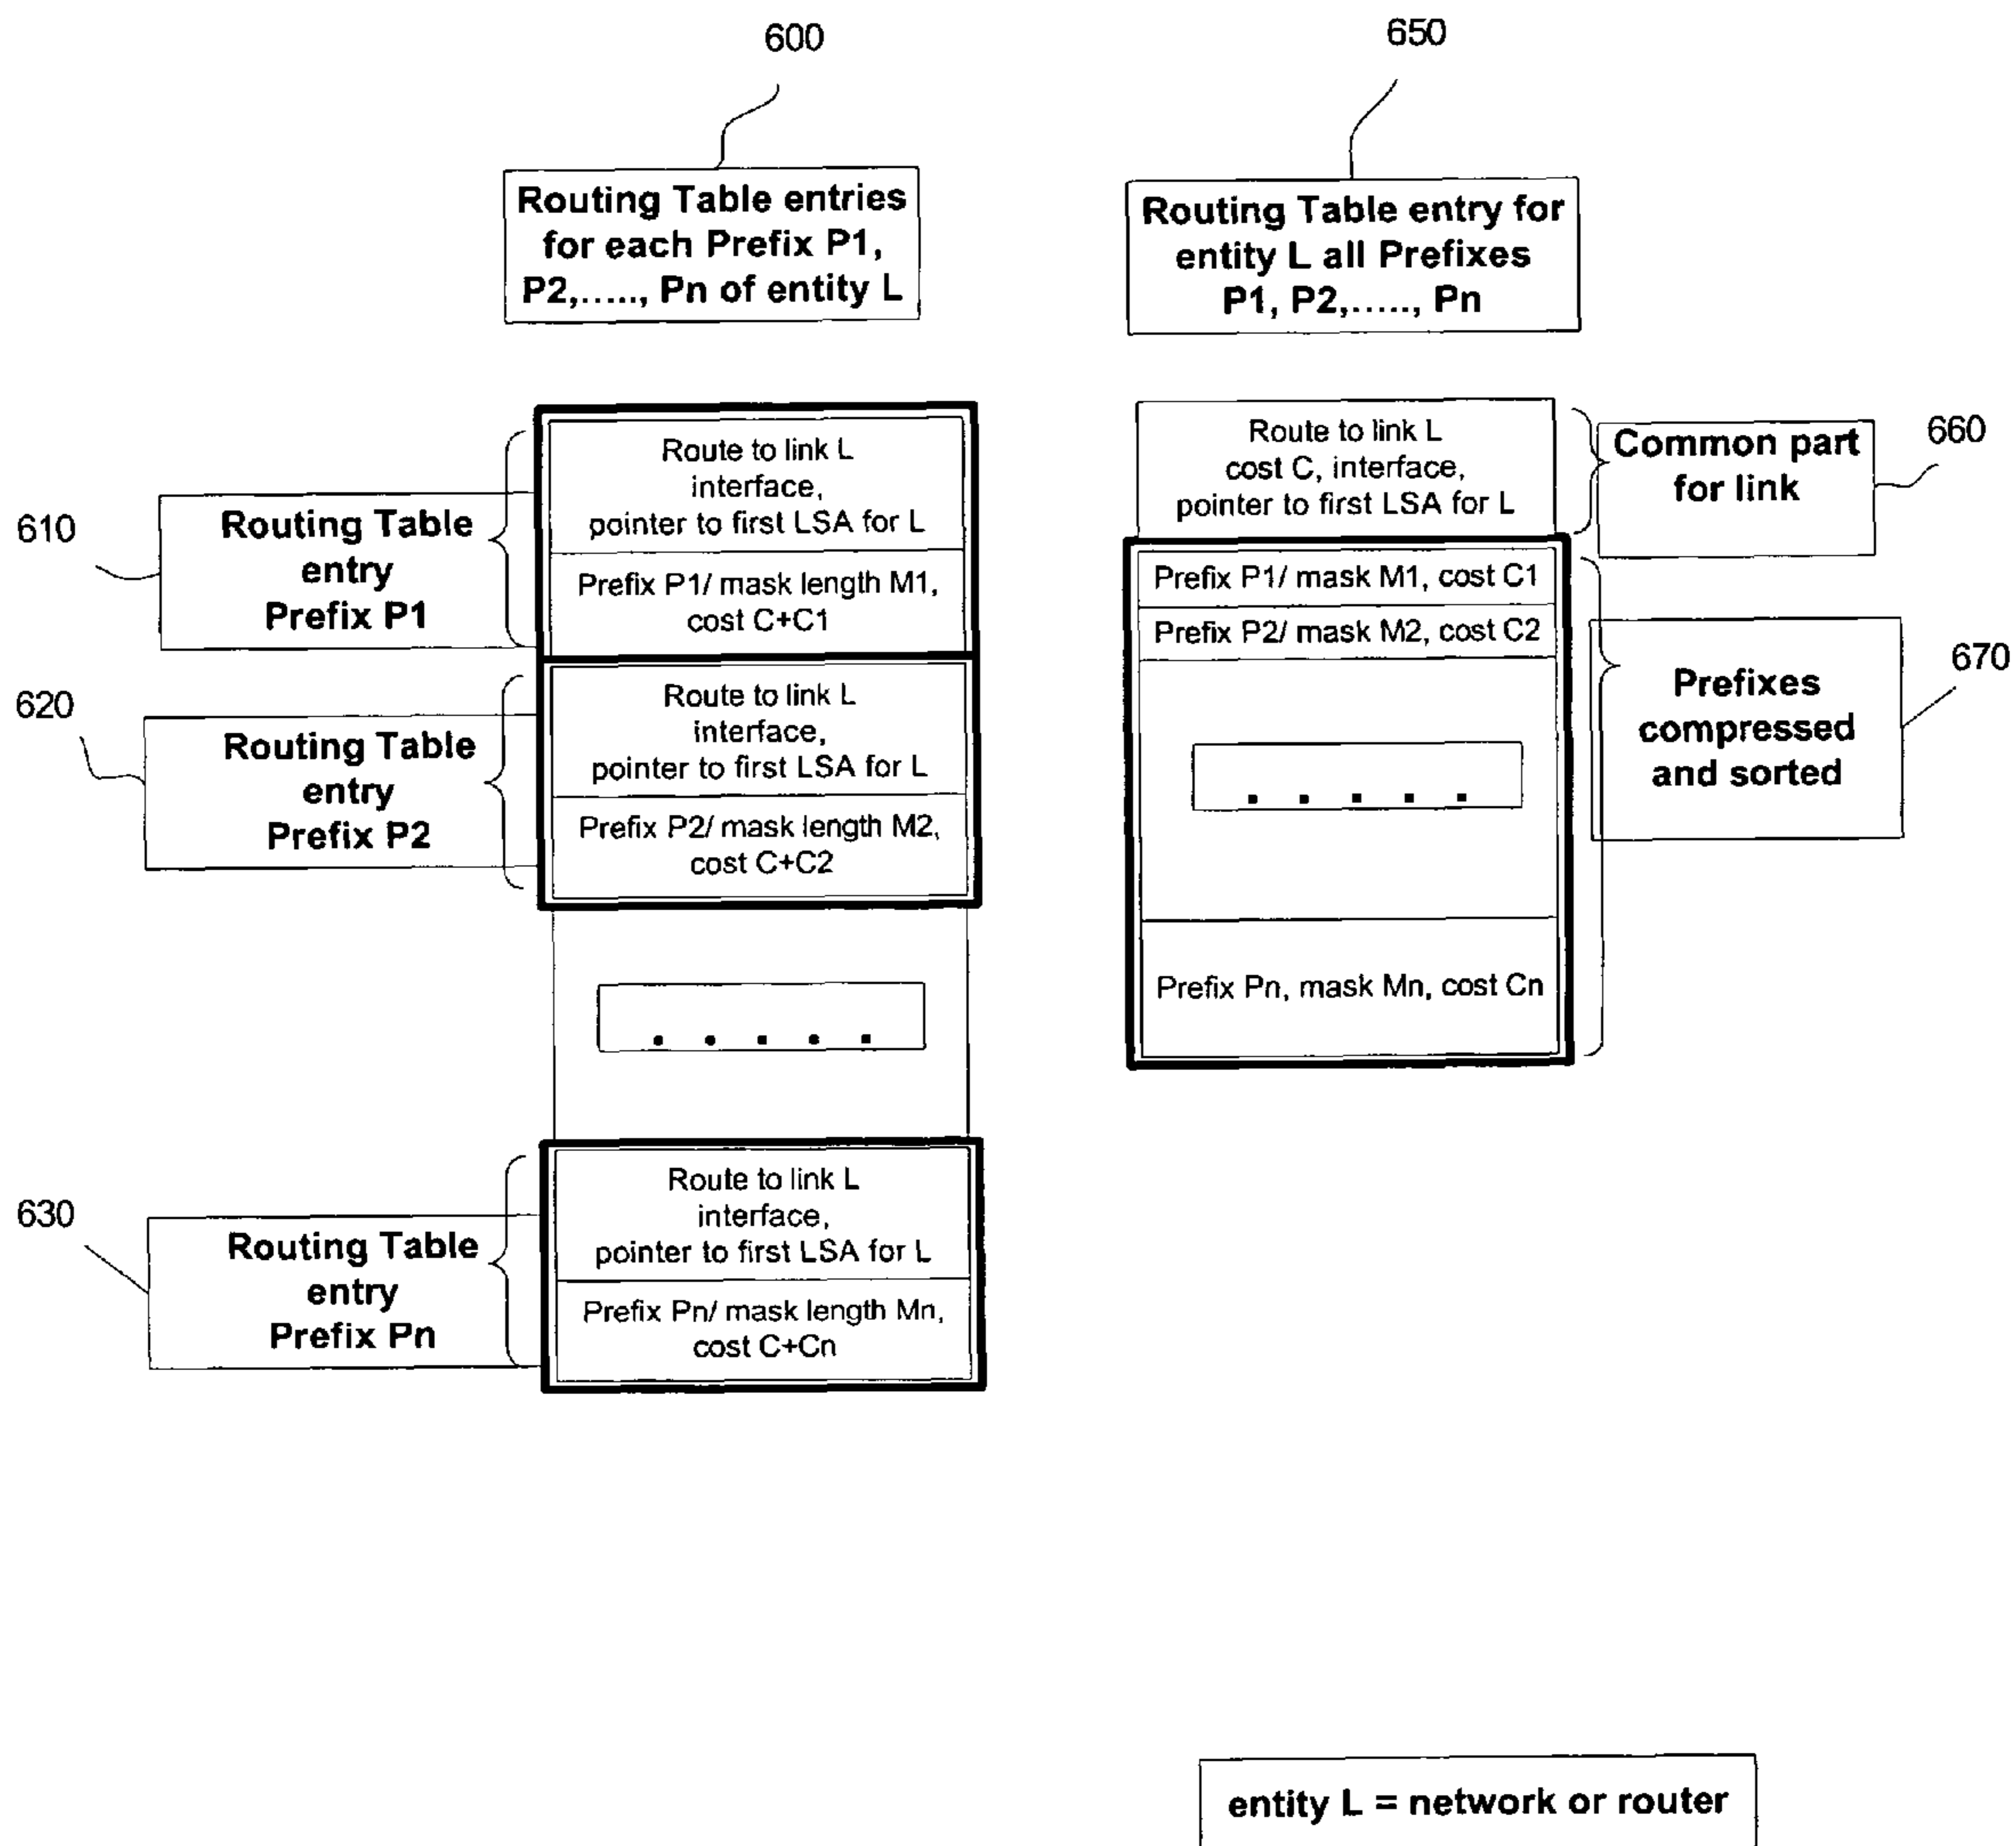 600
650
Routing Table entries
for each Prefix P1,
P2,....., Pn of entity L
Routing Table entry for
entity L all Prefixes
P1, P2,....., Pn
610
Routing Table
entry
Prefix P1
Route to link L
interface,
pointer to first LSA for L
Prefix P1/ mask length M1,
cost C+C1
620
Routing Table
entry
Prefix P2
Route to link L
interface,
pointer to first LSA for L
Prefix P2/ mask length M2,
cost C+C2
. . . . .
630
Routing Table
entry
Prefix Pn
Route to link L
interface,
pointer to first LSA for L
Prefix Pn/ mask length Mn,
cost C+Cn
Route to link L
cost C, interface,
pointer to first LSA for L
Common part
for link
660
Prefix P1/ mask M1, cost C1
Prefix P2/ mask M2, cost C2
. . . . .
Prefix Pn, mask Mn, cost Cn
Prefixes
compressed
and sorted
670
entity L = network or router